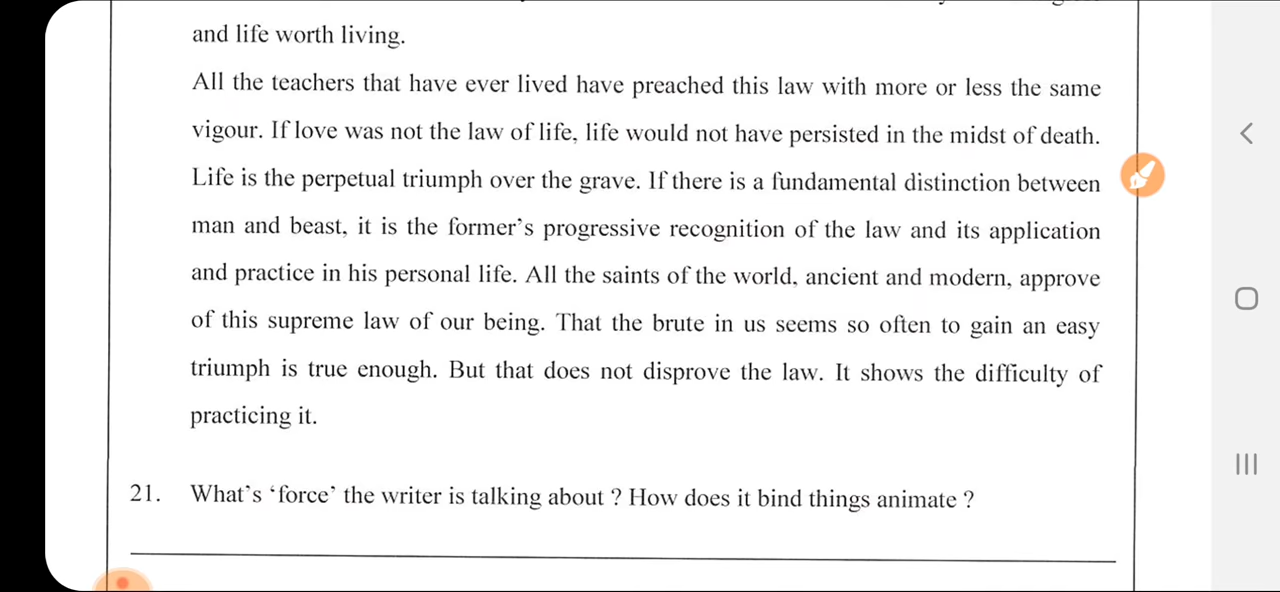 and life worth living.
All the teachers that have ever lived have preached this law with more or less the same
vigour. If love was not the law of life, life would not have persisted in the midst of death.
Life is the perpetual triumph over the grave. If there is a fundamental distinction between
man and beast, it is the former's progressive recognition of the law and its application
and practice in his personal life. All the saints of the world, ancient and modern, approve
of this supreme law of our being. That the brute in us seems so often to gain an easy
triumph is true enough. But that does not disprove the law. It shows the difficulty of
practicing it.
21. What's ‘force’ the writer is talking about ? How does it bind things animate ?